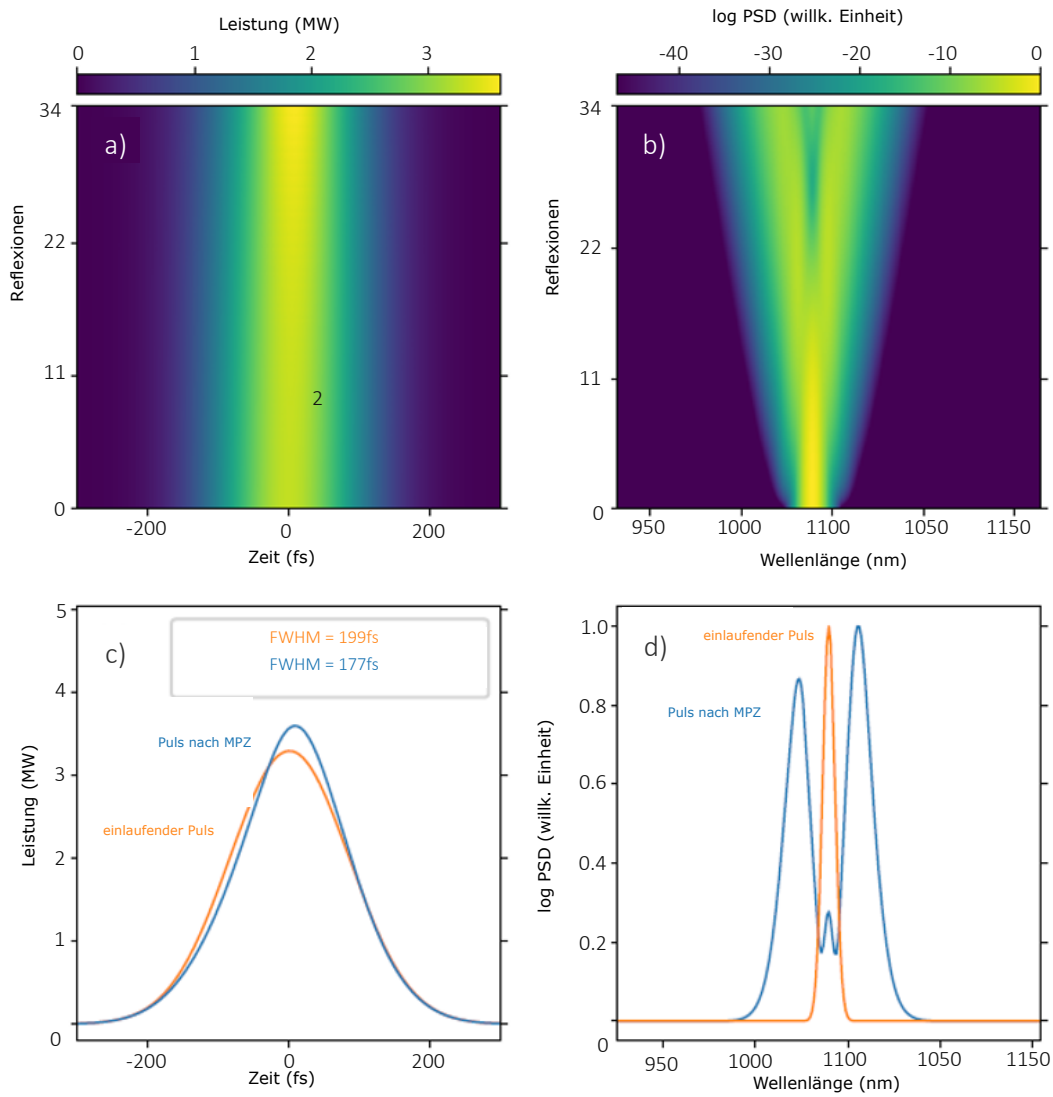 Leistung (MW)
0 1 2 3
a)
34
22
11
0
Reflexionen
2
-200 0 200
Zeit (fs)
log PSD (willk. Einheit)
-40 -30 -20 -10 0
b)
34
22
11
0
Reflexionen
950 1000 1100 1050 1150
Wellenlänge (nm)
c)
FWHM = 199fs
FWHM = 177fs
Puls nach MPZ
einlaufender Puls
5
4
3
2
1
0
Leistung (MW)
-200 0 200
Zeit (fs)
einlaufender Puls
d)
Puls nach MPZ
1.0
0.8
0.6
0.4
0.2
0
log PSD (willk. Einheit)
950 1000 1100 1050 1150
Wellenlänge (nm)